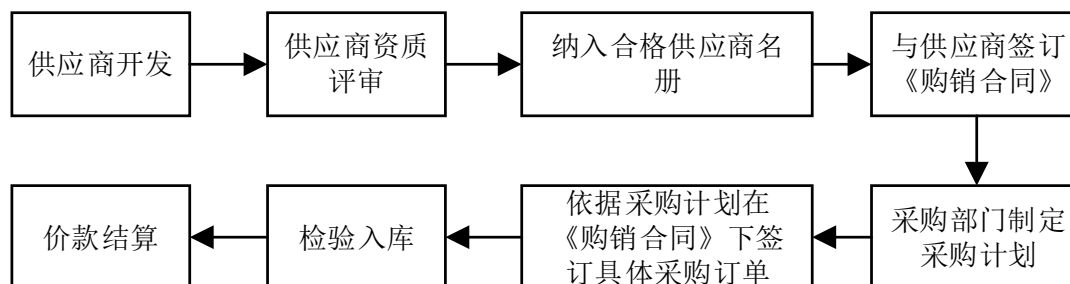 供应商开发
供应商资质
评审
纳入合格供应商名
册
与供应商签订
《购销合同》
采购部门制定
采购计划
依据采购计划在
《购销合同》下签
订具体采购订单
检验入库
价款结算